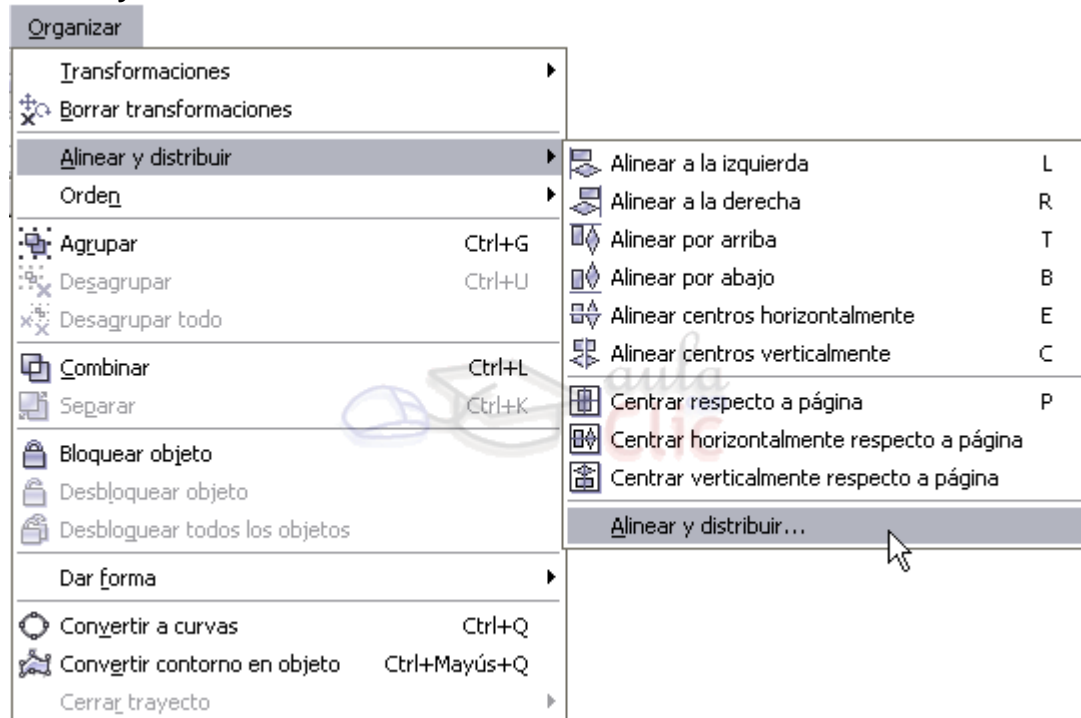 Organizar
Transformaciones
Borrar transformaciones
Alinear y distribuir
Orden
Agrupar Ctrl+G
Desagrupar Ctrl+U
Desagrupar todo
Combinar Ctrl+L
Separar Ctrl+K
Bloquear objeto
Desbloquear objeto
Desbloquear todos los objetos
Dar forma
Convertir a curvas Ctrl+Q
Convertir contorno en objeto Ctrl+Mayús+Q
Cerrar trayecto
Alinear a la izquierda L
Alinear a la derecha R
Alinear por arriba T
Alinear por abajo B
Alinear centros horizontalmente E
Alinear centros verticalmente C
Centrar respecto a página P
Centrar horizontalmente respecto a página
Centrar verticalmente respecto a página
Alinear y distribuir...
aula
Clic